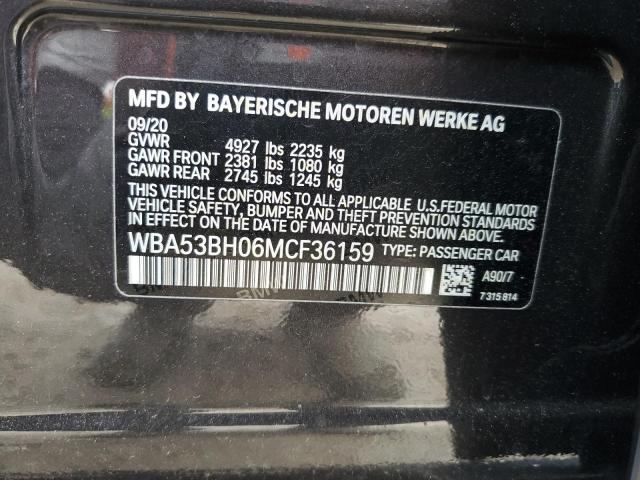 MFD BY BAYERISCHE MOTOREN WERKE AG
09/20
GVWR 4927 lbs 2235 kg
GAWR FRONT 2381 lbs 1080 kg
GAWR REAR 2745 lbs 1245 kg
THIS VEHICLE CONFORMS TO ALL APPLICABLE U.S. FEDERAL MOTOR
VEHICLE SAFETY, BUMPER AND THEFT PREVENTION STANDARDS
IN EFFECT ON THE DATE OF MANUFACTURE SHOWN ABOVE.
WBA53BH06MCF36159 TYPE: PASSENGER CAR
A90/7
7 315 814